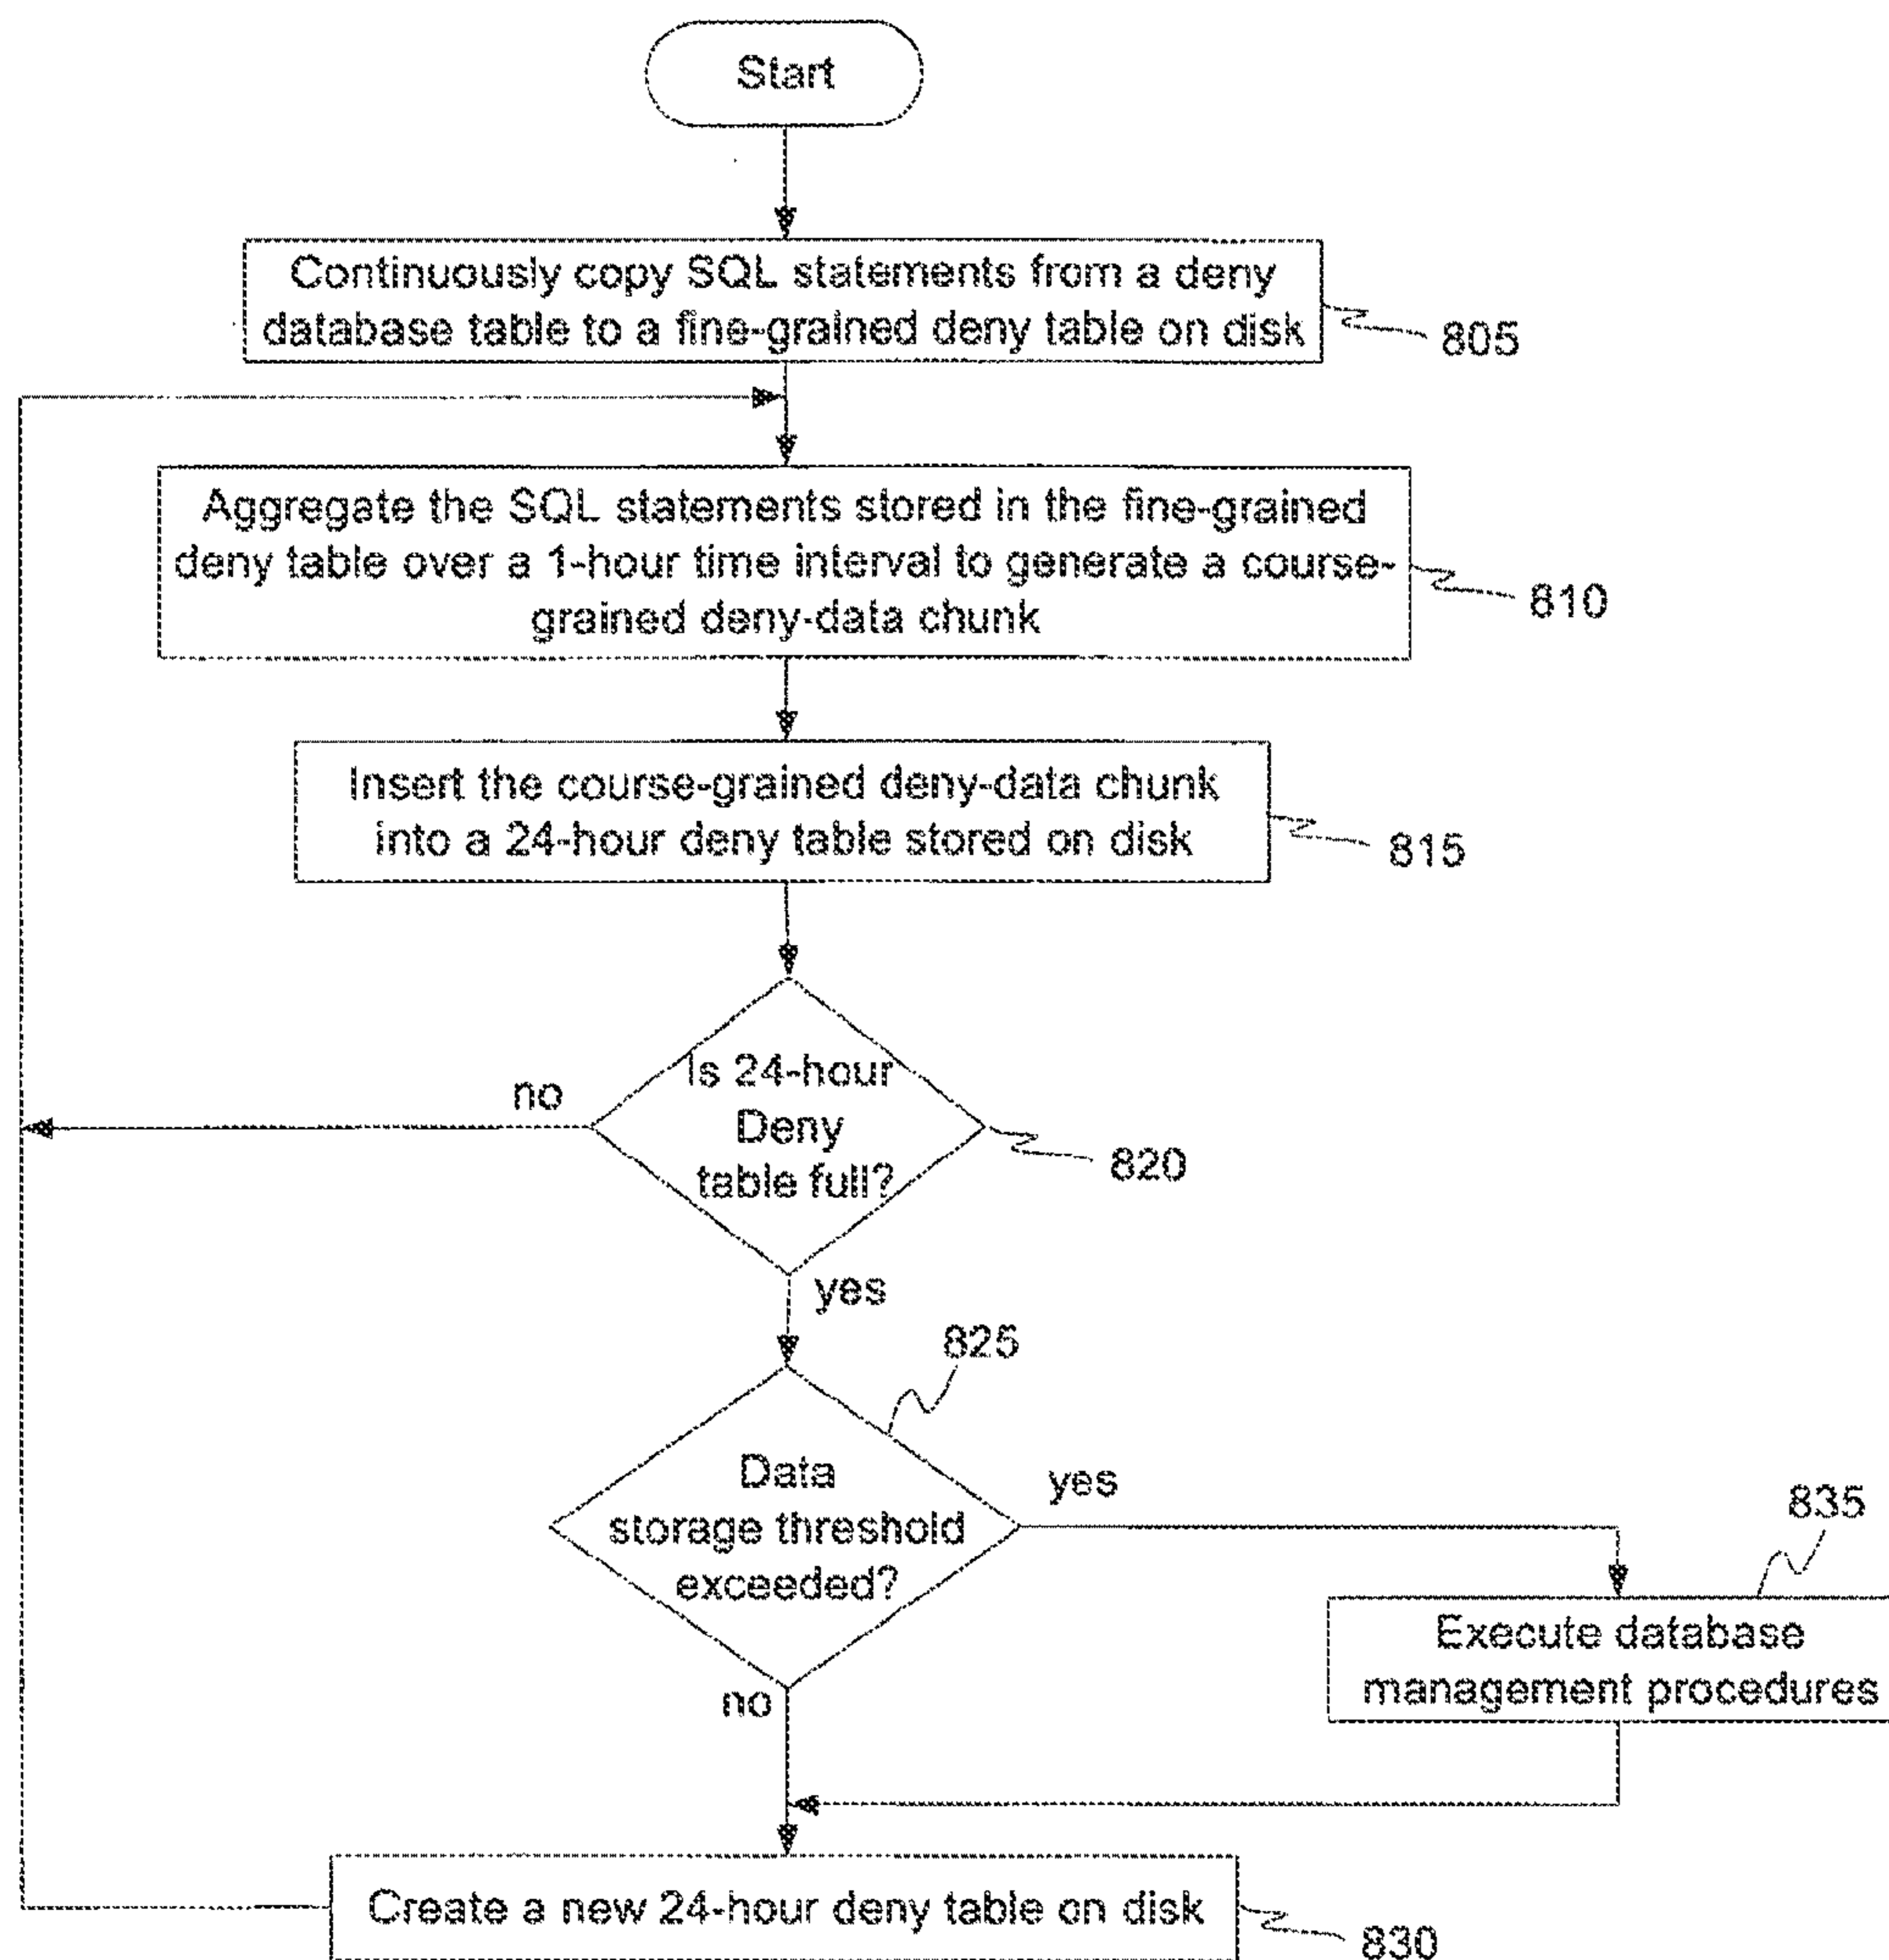 Start
Continuously copy SQL statements from a deny
database table to a fine-grained deny table on disk
805
Aggregate the SQL statements stored in the fine-grained
deny table over a 1-hour time interval to generate a course-
grained deny-data chunk
810
Insert the course-grained deny-data chunk
into a 24-hour deny table stored on disk
815
Is 24-hour
Deny
table full?
no
820
yes
825
Data
storage threshold
exceeded?
yes
835
Execute database
management procedures
no
Create a new 24-hour deny table on disk
830